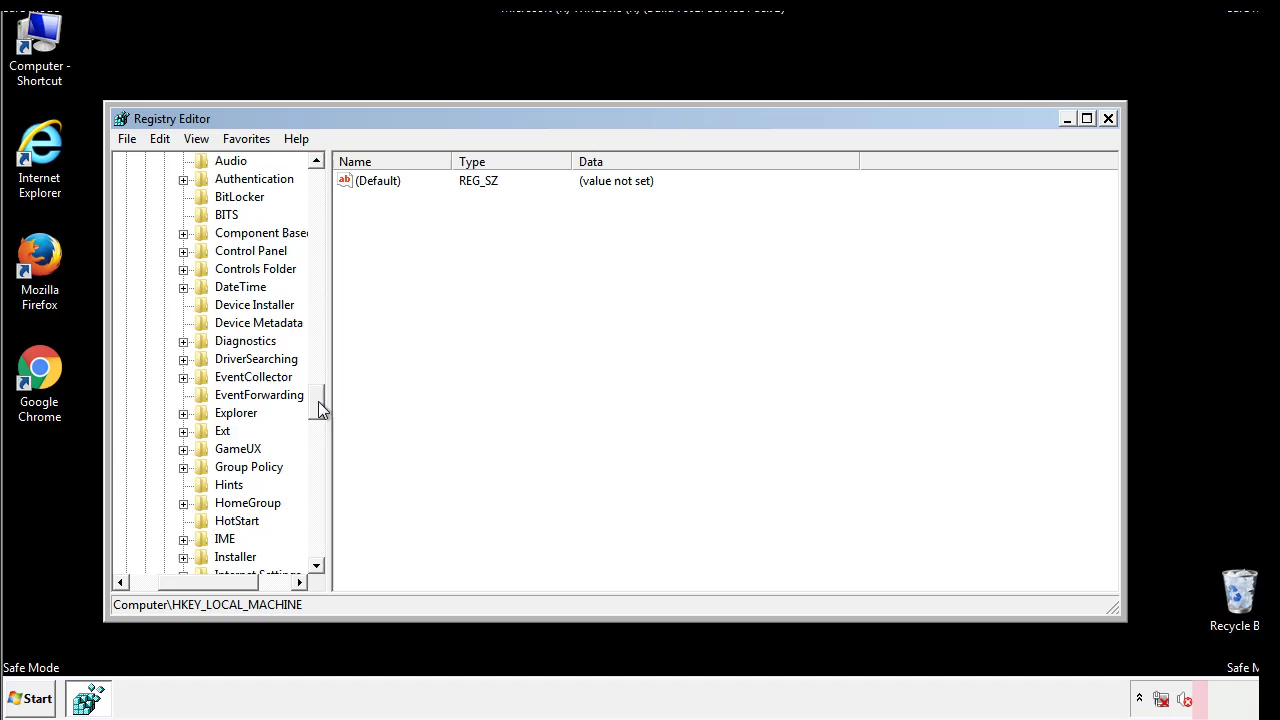 Computer -
Shortcut
Internet
Explorer
Mozilla
Firefox
Google
Chrome
Registry Editor
File Edit View Favorites Help
Audio
Authentication
BitLocker
BITS
Component Base
Control Panel
Controls Folder
DateTime
Device Installer
Device Metadata
Diagnostics
DriverSearching
EventCollector
EventForwarding
Explorer
Ext
GameUX
Group Policy
Hints
HomeGroup
HotStart
IME
Installer
Internet Settings
Name Type Data
ab (Default) REG_SZ (value not set)
Computer\HKEY_LOCAL_MACHINE
Recycle B
Safe Mode
Safe M
Start